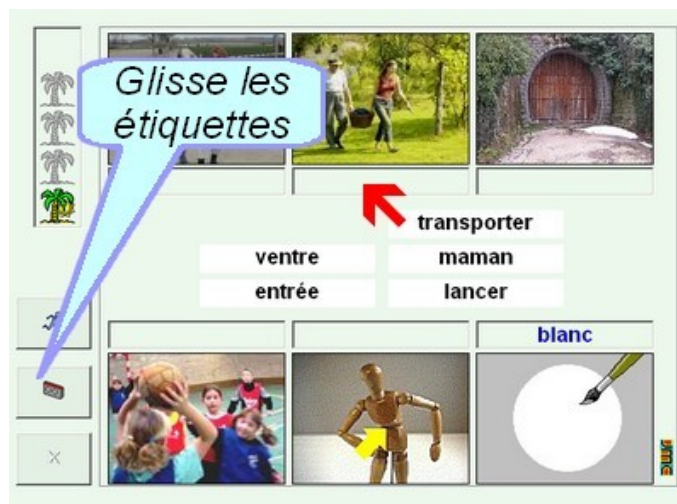 Glisse les
étiquettes
transporter
ventre maman
entrée lancer
blanc